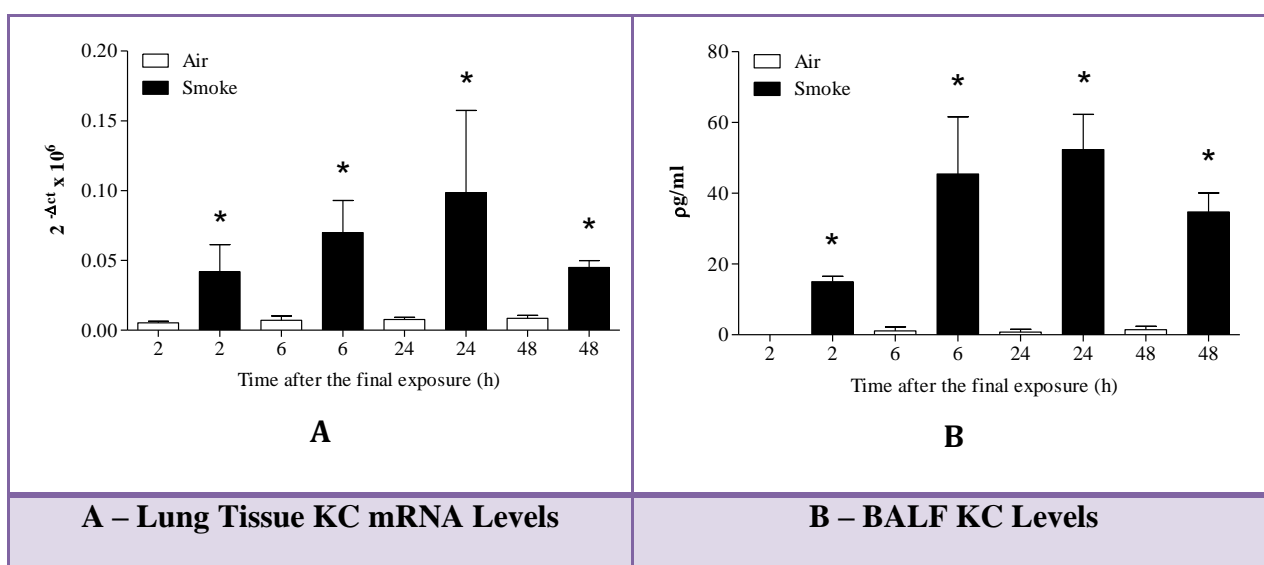 0.20
0.15
0.10
0.05
0.00
2 -Δct x 10⁶
Air
Smoke
*
*
*
*
2 2 6 6 24 24 48 48
Time after the final exposure (h)
A
80
60
40
20
0
ρg/ml
Air
Smoke
*
*
*
*
2 2 6 6 24 24 48 48
Time after the final exposure (h)
B
A – Lung Tissue KC mRNA Levels
B – BALF KC Levels